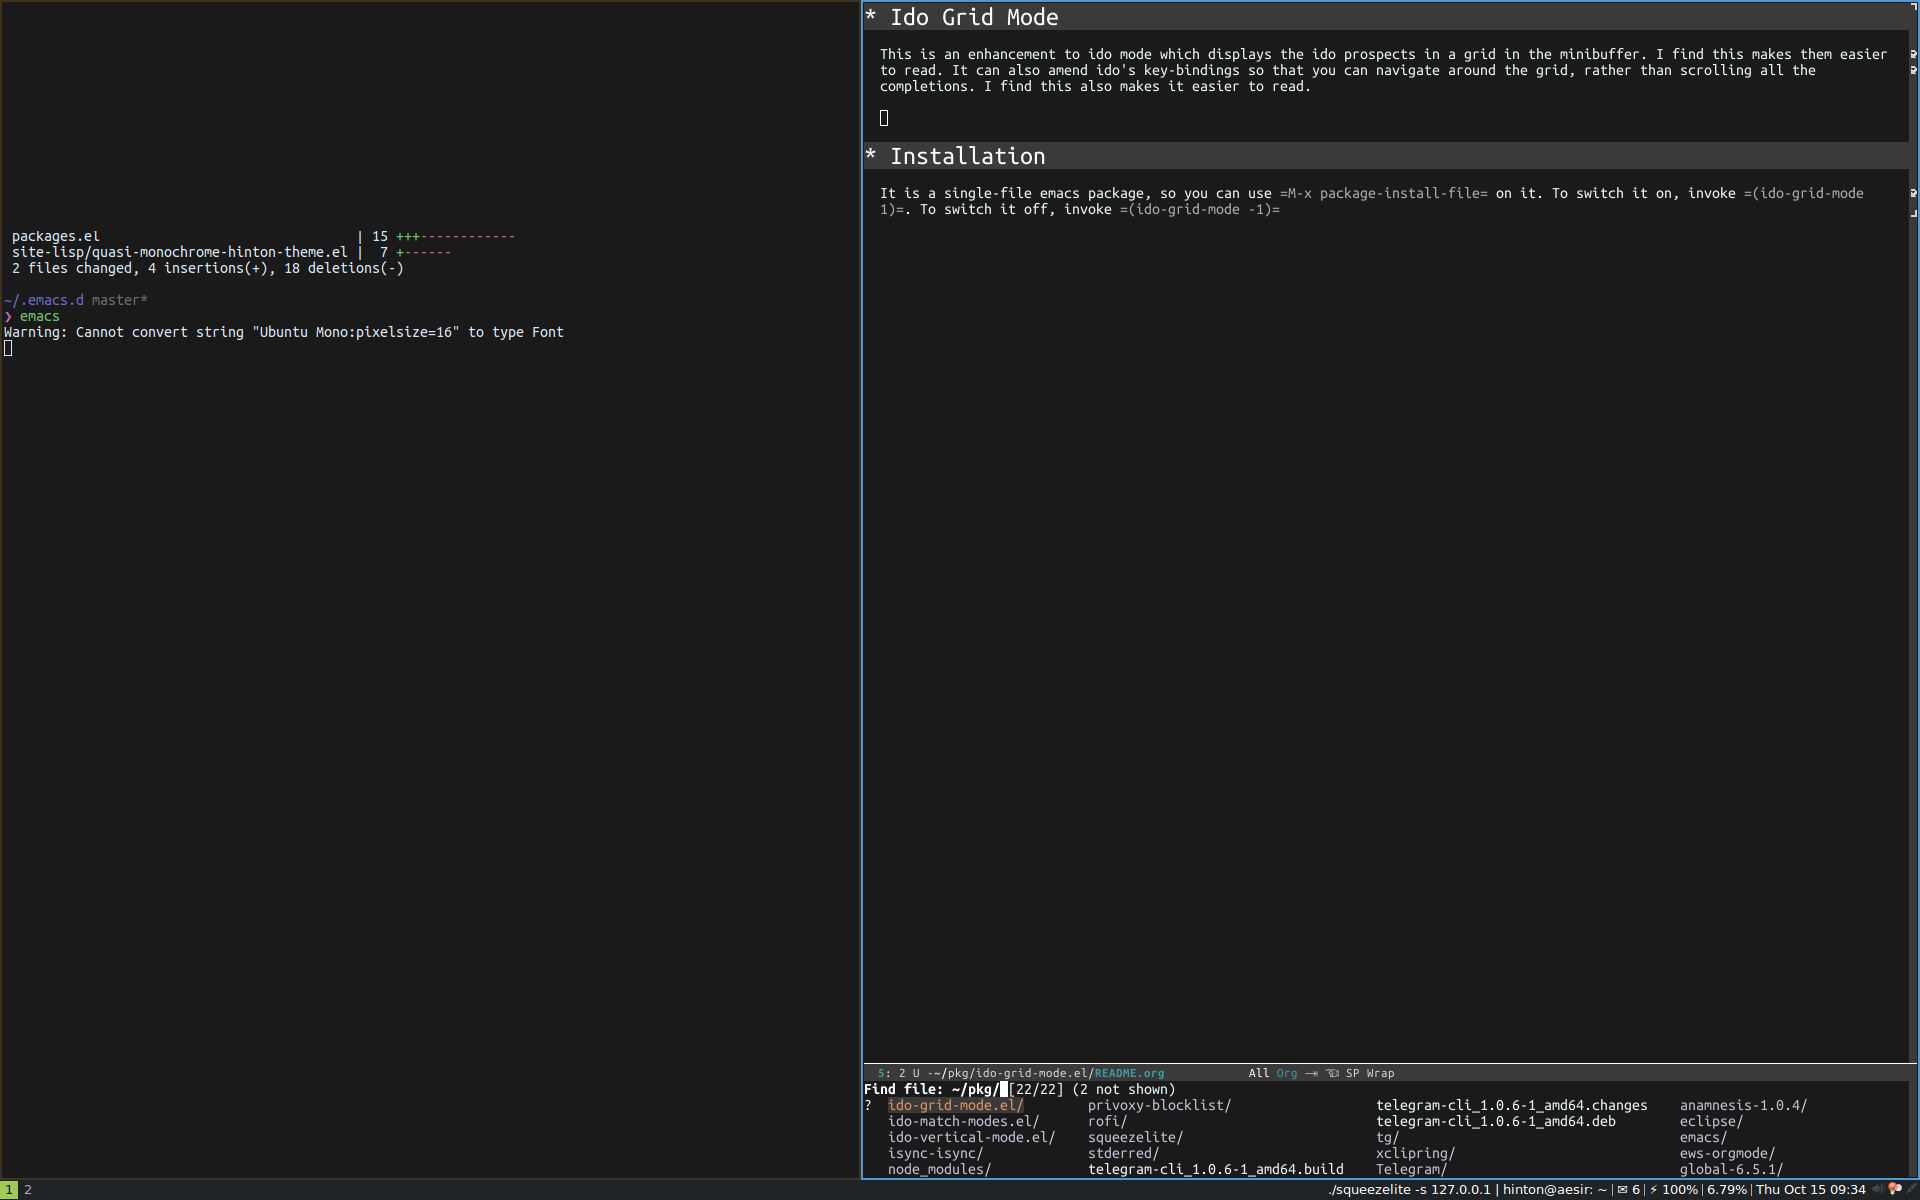 packages.el | 15 +++------------
site-lisp/quasi-monochrome-hinton-theme.el | 7 +------
2 files changed, 4 insertions(+), 18 deletions(-)
~/.emacs.d master*
❯ emacs
Warning: Cannot convert string "Ubuntu Mono:pixelsize=16" to type Font
* Ido Grid Mode
This is an enhancement to ido mode which displays the ido prospects in a grid in the minibuffer. I find this makes them easier
to read. It can also amend ido's key-bindings so that you can navigate around the grid, rather than scrolling all the
completions. I find this also makes it easier to read.
* Installation
It is a single-file emacs package, so you can use =M-x package-install-file= on it. To switch it on, invoke =(ido-grid-mode
1)=. To switch it off, invoke =(ido-grid-mode -1)=
5: 2 U -~/pkg/ido-grid-mode.el/README.org All Org → SP Wrap
Find file: ~/pkg/ [22/22] (2 not shown)
? ido-grid-mode.el/ privoxy-blocklist/ telegram-cli_1.0.6-1_amd64.changes anamnesis-1.0.4/
ido-match-modes.el/ rofi/ telegram-cli_1.0.6-1_amd64.deb eclipse/
ido-vertical-mode.el/ squeezelite/ tg/ emacs/
isync-isync/ stderred/ xclipring/ ews-orgmode/
node_modules/ telegram-cli_1.0.6-1_amd64.build Telegram/ global-6.5.1/
1 2 ./squeezelite -s 127.0.0.1 | hinton@aesir: ~ | ✉ 6 | ⚡ 100% | 6.79% | Thu Oct 15 09:34